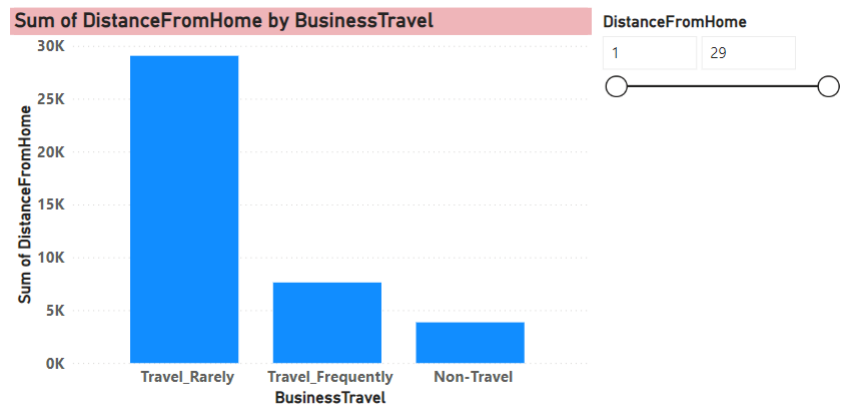 Sum of DistanceFromHome by BusinessTravel
DistanceFromHome
1 29
30K
25K
20K
15K
10K
5K
0K
Sum of DistanceFromHome
Travel_Rarely Travel_Frequently Non-Travel
BusinessTravel